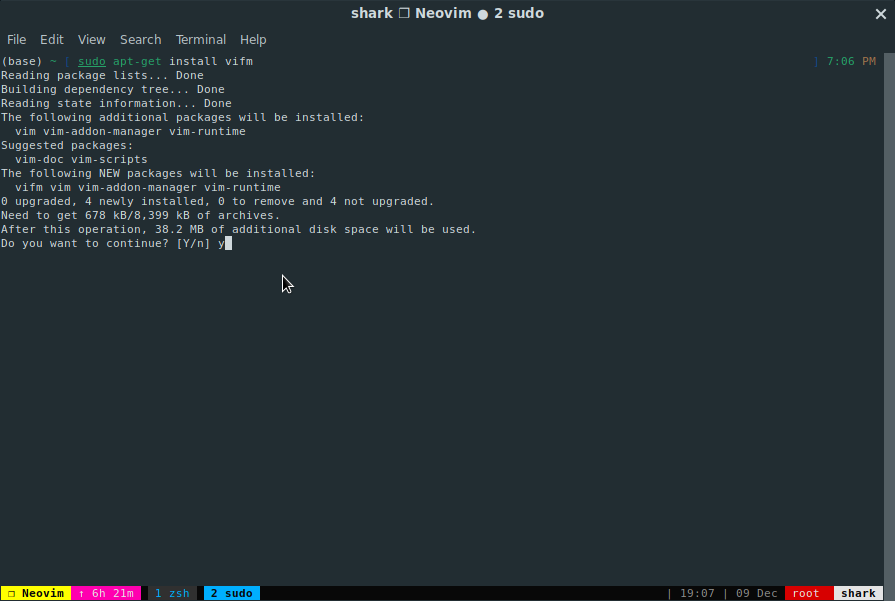 shark ❐ Neovim ● 2 sudo
File Edit View Search Terminal Help
(base) ~ | sudo apt-get install vifm | 7:06 PM
Reading package lists... Done
Building dependency tree... Done
Reading state information... Done
The following additional packages will be installed:
  vim vim-addon-manager vim-runtime
Suggested packages:
  vim-doc vim-scripts
The following NEW packages will be installed:
  vifm vim vim-addon-manager vim-runtime
0 upgraded, 4 newly installed, 0 to remove and 4 not upgraded.
Need to get 678 kB/8,399 kB of archives.
After this operation, 38.2 MB of additional disk space will be used.
Do you want to continue? [Y/n] y
❐ Neovim ↑ 6h 21m 1 zsh 2 sudo | 19:07 | 09 Dec root shark